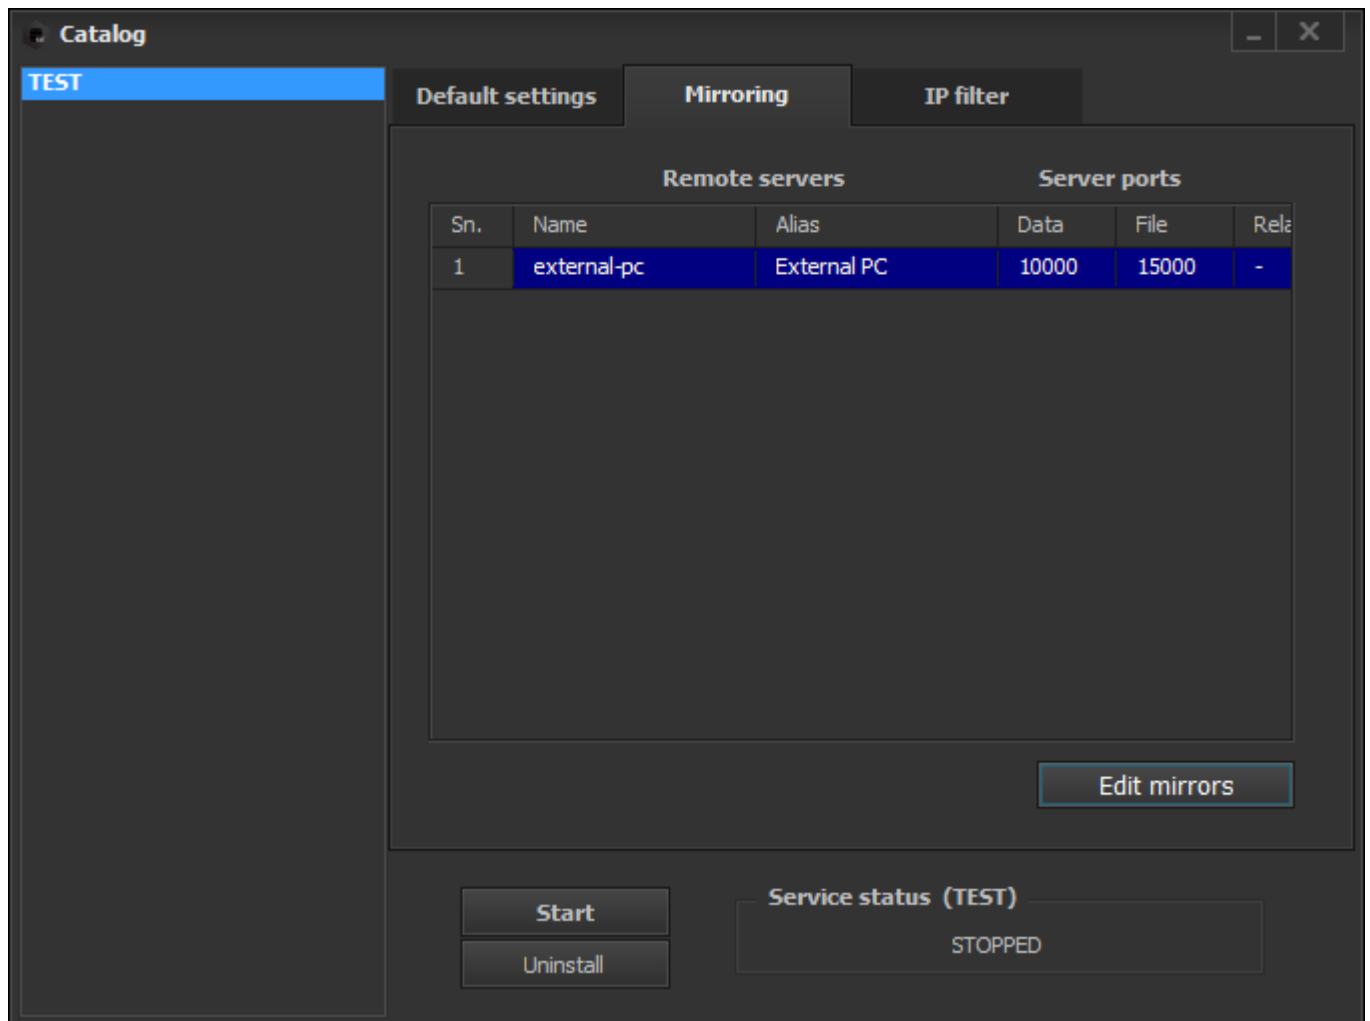 Catalog
TEST
Default settings Mirroring IP filter
Remote servers Server ports
Sn. Name Alias Data File Rela
1 external-pc External PC 10000 15000 -
Edit mirrors
Start
Service status (TEST)
STOPPED
Uninstall